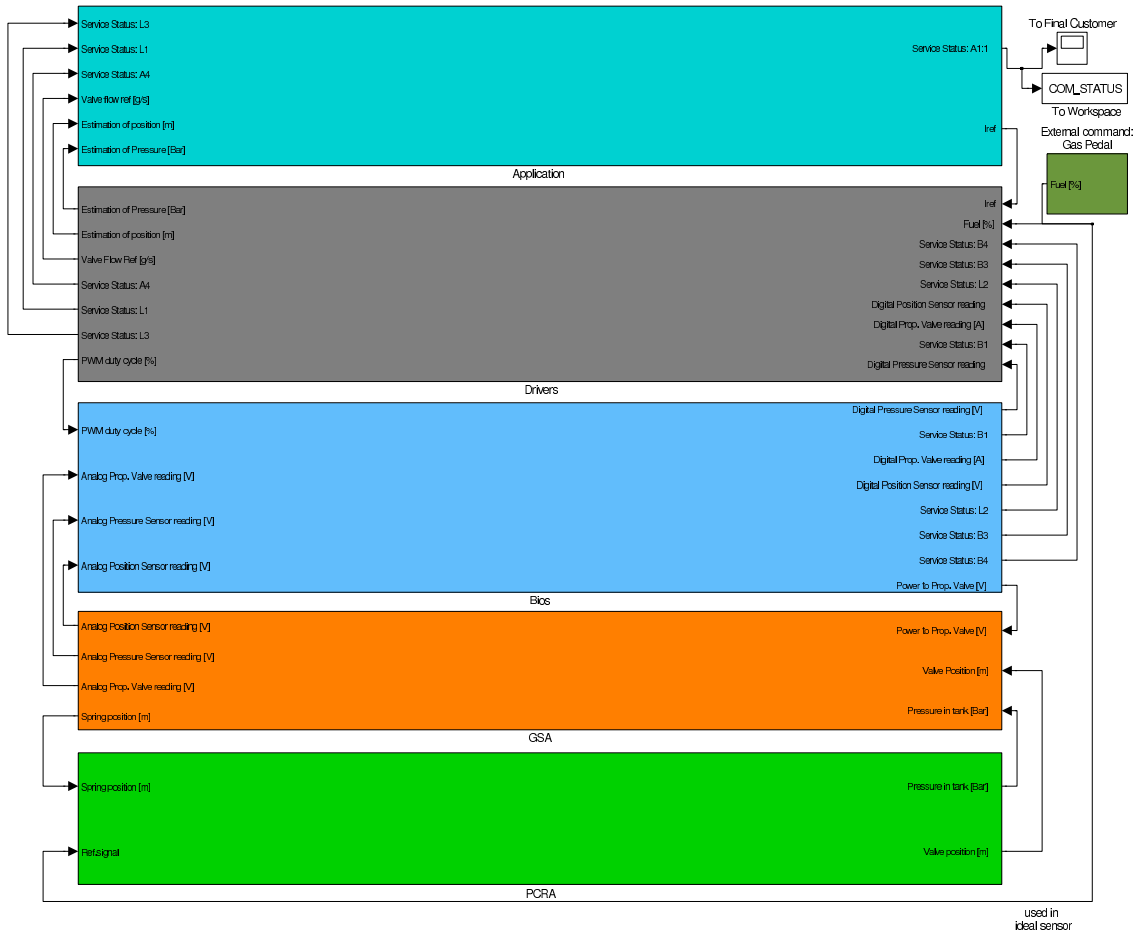 To Final Customer
Service Status: L3
Service Status: L1
Service Status: A4
Valve flow ref [g/s]
Estimation of position [m]
Estimation of Pressure [Bar]
Service Status: A1:1
Iref
COM_STATUS
To Workspace
External command:
Gas Pedal
Fuel [%]
Application
Estimation of Pressure [Bar]
Estimation of position [m]
Valve Flow Ref [g/s]
Service Status: A4
Service Status: L1
Service Status: L3
PWM duty cycle [%]
Iref
Fuel [%]
Service Status: B4
Service Status: B3
Service Status: L2
Digital Position Sensor reading
Digital Prop. Valve reading [A]
Service Status: B1
Digital Pressure Sensor reading
Drivers
PWM duty cycle [%]
Analog Prop. Valve reading [V]
Analog Pressure Sensor reading [V]
Analog Position Sensor reading [V]
Digital Pressure Sensor reading [V]
Service Status: B1
Digital Prop. Valve reading [A]
Digital Position Sensor reading [V]
Service Status: L2
Service Status: B3
Service Status: B4
Power to Prop. Valve [V]
Bios
Analog Position Sensor reading [V]
Analog Pressure Sensor reading [V]
Analog Prop. Valve reading [V]
Spring position [m]
Power to Prop. Valve [V]
Valve Position [m]
Pressure in tank [Bar]
GSA
Spring position [m]
Ref.signal
Pressure in tank [Bar]
Valve position [m]
PCRA
used in
ideal sensor